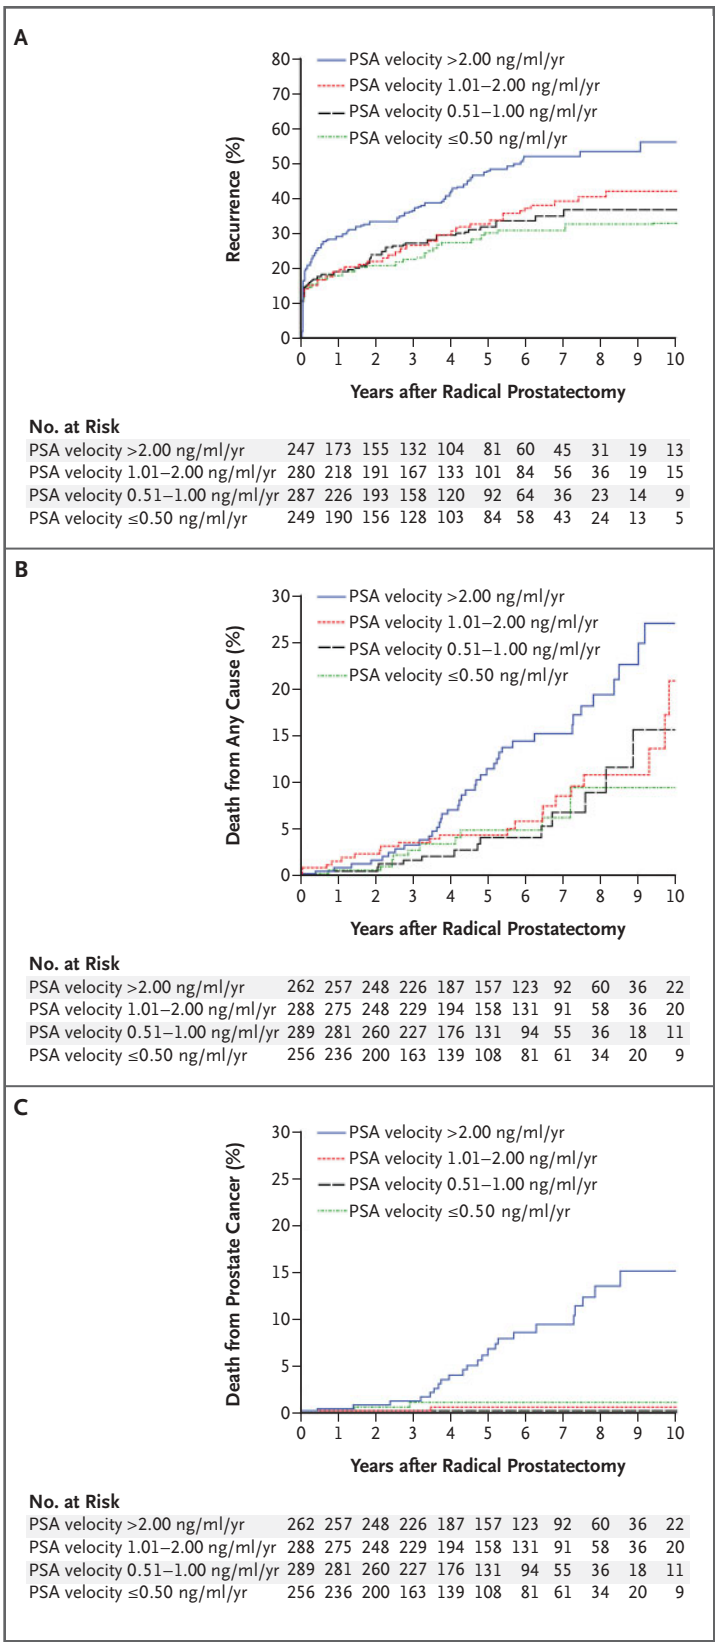 A
80
70
60
50
40
30
20
10
0
Recurrence (%)
PSA velocity >2.00 ng/ml/yr
PSA velocity 1.01–2.00 ng/ml/yr
PSA velocity 0.51–1.00 ng/ml/yr
PSA velocity ≤0.50 ng/ml/yr
0 1 2 3 4 5 6 7 8 9 10
Years after Radical Prostatectomy
No. at Risk
PSA velocity >2.00 ng/ml/yr 247 173 155 132 104 81 60 45 31 19 13
PSA velocity 1.01–2.00 ng/ml/yr 280 218 191 167 133 101 84 56 36 19 15
PSA velocity 0.51–1.00 ng/ml/yr 287 226 193 158 120 92 64 36 23 14 9
PSA velocity ≤0.50 ng/ml/yr 249 190 156 128 103 84 58 43 24 13 5
B
30
25
20
15
10
5
0
Death from Any Cause (%)
PSA velocity >2.00 ng/ml/yr
PSA velocity 1.01–2.00 ng/ml/yr
PSA velocity 0.51–1.00 ng/ml/yr
PSA velocity ≤0.50 ng/ml/yr
0 1 2 3 4 5 6 7 8 9 10
Years after Radical Prostatectomy
No. at Risk
PSA velocity >2.00 ng/ml/yr 262 257 248 226 187 157 123 92 60 36 22
PSA velocity 1.01–2.00 ng/ml/yr 288 275 248 229 194 158 131 91 58 36 20
PSA velocity 0.51–1.00 ng/ml/yr 289 281 260 227 176 131 94 55 36 18 11
PSA velocity ≤0.50 ng/ml/yr 256 236 200 163 139 108 81 61 34 20 9
C
30
25
20
15
10
5
0
Death from Prostate Cancer (%)
PSA velocity >2.00 ng/ml/yr
PSA velocity 1.01–2.00 ng/ml/yr
PSA velocity 0.51–1.00 ng/ml/yr
PSA velocity ≤0.50 ng/ml/yr
0 1 2 3 4 5 6 7 8 9 10
Years after Radical Prostatectomy
No. at Risk
PSA velocity >2.00 ng/ml/yr 262 257 248 226 187 157 123 92 60 36 22
PSA velocity 1.01–2.00 ng/ml/yr 288 275 248 229 194 158 131 91 58 36 20
PSA velocity 0.51–1.00 ng/ml/yr 289 281 260 227 176 131 94 55 36 18 11
PSA velocity ≤0.50 ng/ml/yr 256 236 200 163 139 108 81 61 34 20 9